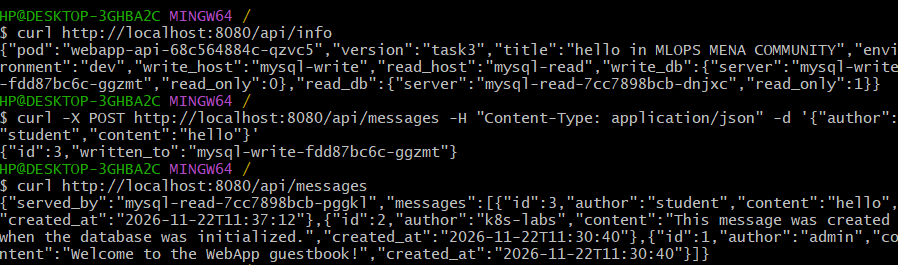 HP@DESKTOP-3GHBA2C MINGW64 /
$ curl http://localhost:8080/api/info
{"pod":"webapp-api-68c564884c-qzvc5","version":"task3","title":"hello in MLOPS MENA COMMUNITY","envi
ronment":"dev","write_host":"mysql-write","read_host":"mysql-read","write_db":{"server":"mysql-write
-fdd87bc6c-ggzmt","read_only":0},"read_db":{"server":"mysql-read-7cc7898bcb-dnjxc","read_only":1}}
HP@DESKTOP-3GHBA2C MINGW64 /
$ curl -X POST http://localhost:8080/api/messages -H "Content-Type: application/json" -d '{"author":
"student","content":"hello"}'
{"id":3,"written_to":"mysql-write-fdd87bc6c-ggzmt"}
HP@DESKTOP-3GHBA2C MINGW64 /
$ curl http://localhost:8080/api/messages
{"served_by":"mysql-read-7cc7898bcb-pggkl","messages":[{"id":3,"author":"student","content":"hello",
"created_at":"2026-11-22T11:37:12"},{"id":2,"author":"k8s-labs","content":"This message was created
when the database was initialized.","created_at":"2026-11-22T11:30:40"},{"id":1,"author":"admin","co
ntent":"Welcome to the WebApp guestbook!","created_at":"2026-11-22T11:30:40"}]}